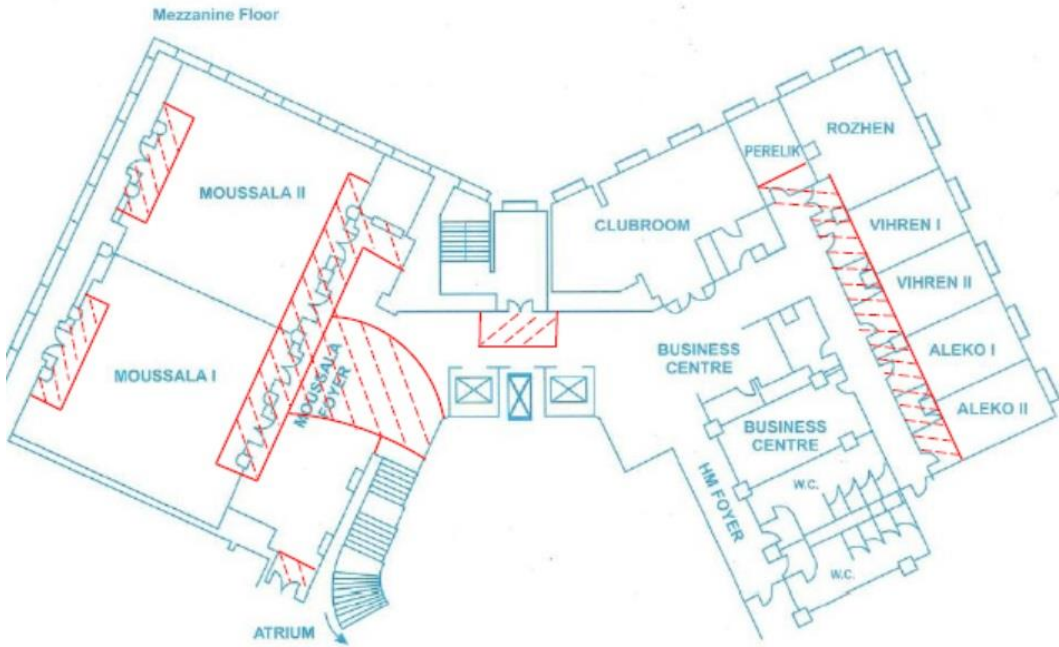 Mezzanine Floor
ROZHEN
PERELIK
MOUSSALA II
CLUBROOM
VIHREN I
VIHREN II
MOUSSALA I
MOUSSALA
FOYER
BUSINESS
CENTRE
ALEKO I
ALEKO II
BUSINESS
CENTRE
HM FOYER
W.C.
W.C.
ATRIUM